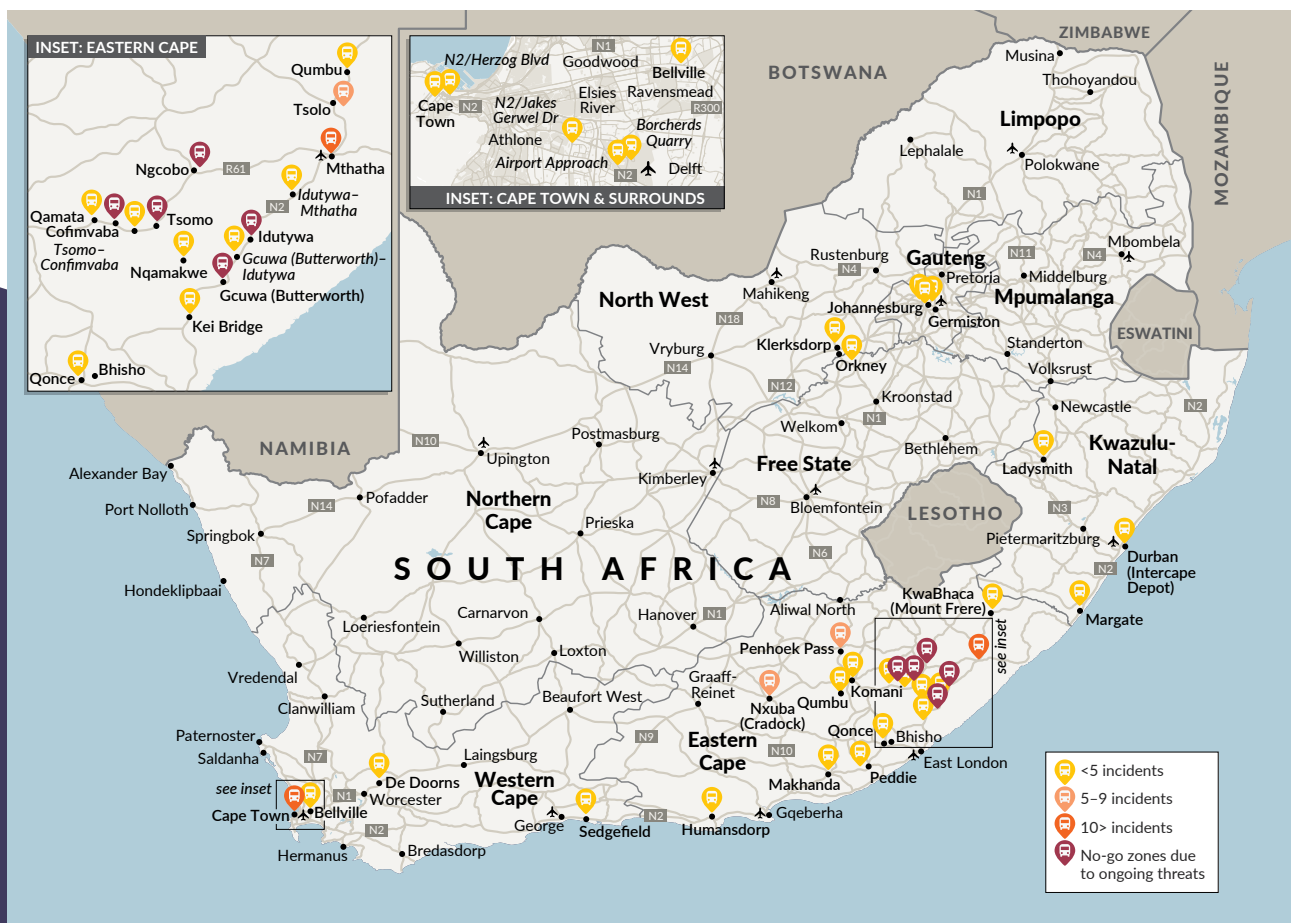 INSET: EASTERN CAPE
Qumbu
Tsolo
Mthatha
Ngcobo
R61
Idutywa–
Mthatha
N2
Qamata
Cofimvaba
Tsomo
Tsomo–
Confimvaba
Idutywa
Nqamakwe
Gcuwa (Butterworth)–
Idutywa
Gcuwa (Butterworth)
Kei Bridge
Bhisho
Qonce
N2/Herzog Blvd
N1
Goodwood
Bellville
Cape
Town
N2
Elsies
River
Ravensmead
R300
N2/Jakes
Gerwel Dr
Athlone
Borcherds
Quarry
Airport Approach
N2
Delft
INSET: CAPE TOWN & SURROUNDS
ZIMBABWE
BOTSWANA
MOZAMBIQUE
Musina
Thohoyandou
Limpopo
Lephalale
Polokwane
N1
Rustenburg
N4
Gauteng
Pretoria
N11
N4
Mbombela
Middelburg
Mpumalanga
North West
Mahikeng
Johannesburg
Germiston
ESWATINI
N18
Klerksdorp
Orkney
Standerton
Vryburg
N14
Volksrust
N12
Kroonstad
N1
Newcastle
N2
Welkom
Bethlehem
Kwazulu-
Natal
Ladysmith
NAMIBIA
N10
Upington
Postmasburg
Kimberley
Free State
Alexander Bay
Port Nolloth
N14
Pofadder
Northern
Cape
N8
Bloemfontein
LESOTHO
N3
Pietermaritzburg
Springbok
N7
Prieska
N6
Durban
(Intercape
Depot)
N2
SOUTH AFRICA
Hondeklipbaai
Aliwal North
KwaBhaca
(Mount Frere)
Margate
Loeriesfontein
Carnarvon
Hanover
N1
see inset
Penhoek Pass
Williston
Loxton
Vredendal
Graaff-
Reinet
Komani
Qumbu
Clanwilliam
Sutherland
Beaufort West
Nxuba
(Cradock)
Paternoster
Saldanha
N7
Laingsburg
N9
Eastern
Cape
N10
Qonce
Bhisho
East London
De Doorns
Western
Cape
Makhanda
Peddie
see inset
N1
Worcester
Cape Town
Bellville
George
Sedgefield
N2
Humansdorp
Gqeberha
N2
Hermanus
Bredasdorp
<5 incidents
5–9 incidents
10> incidents
No-go zones due
to ongoing threats